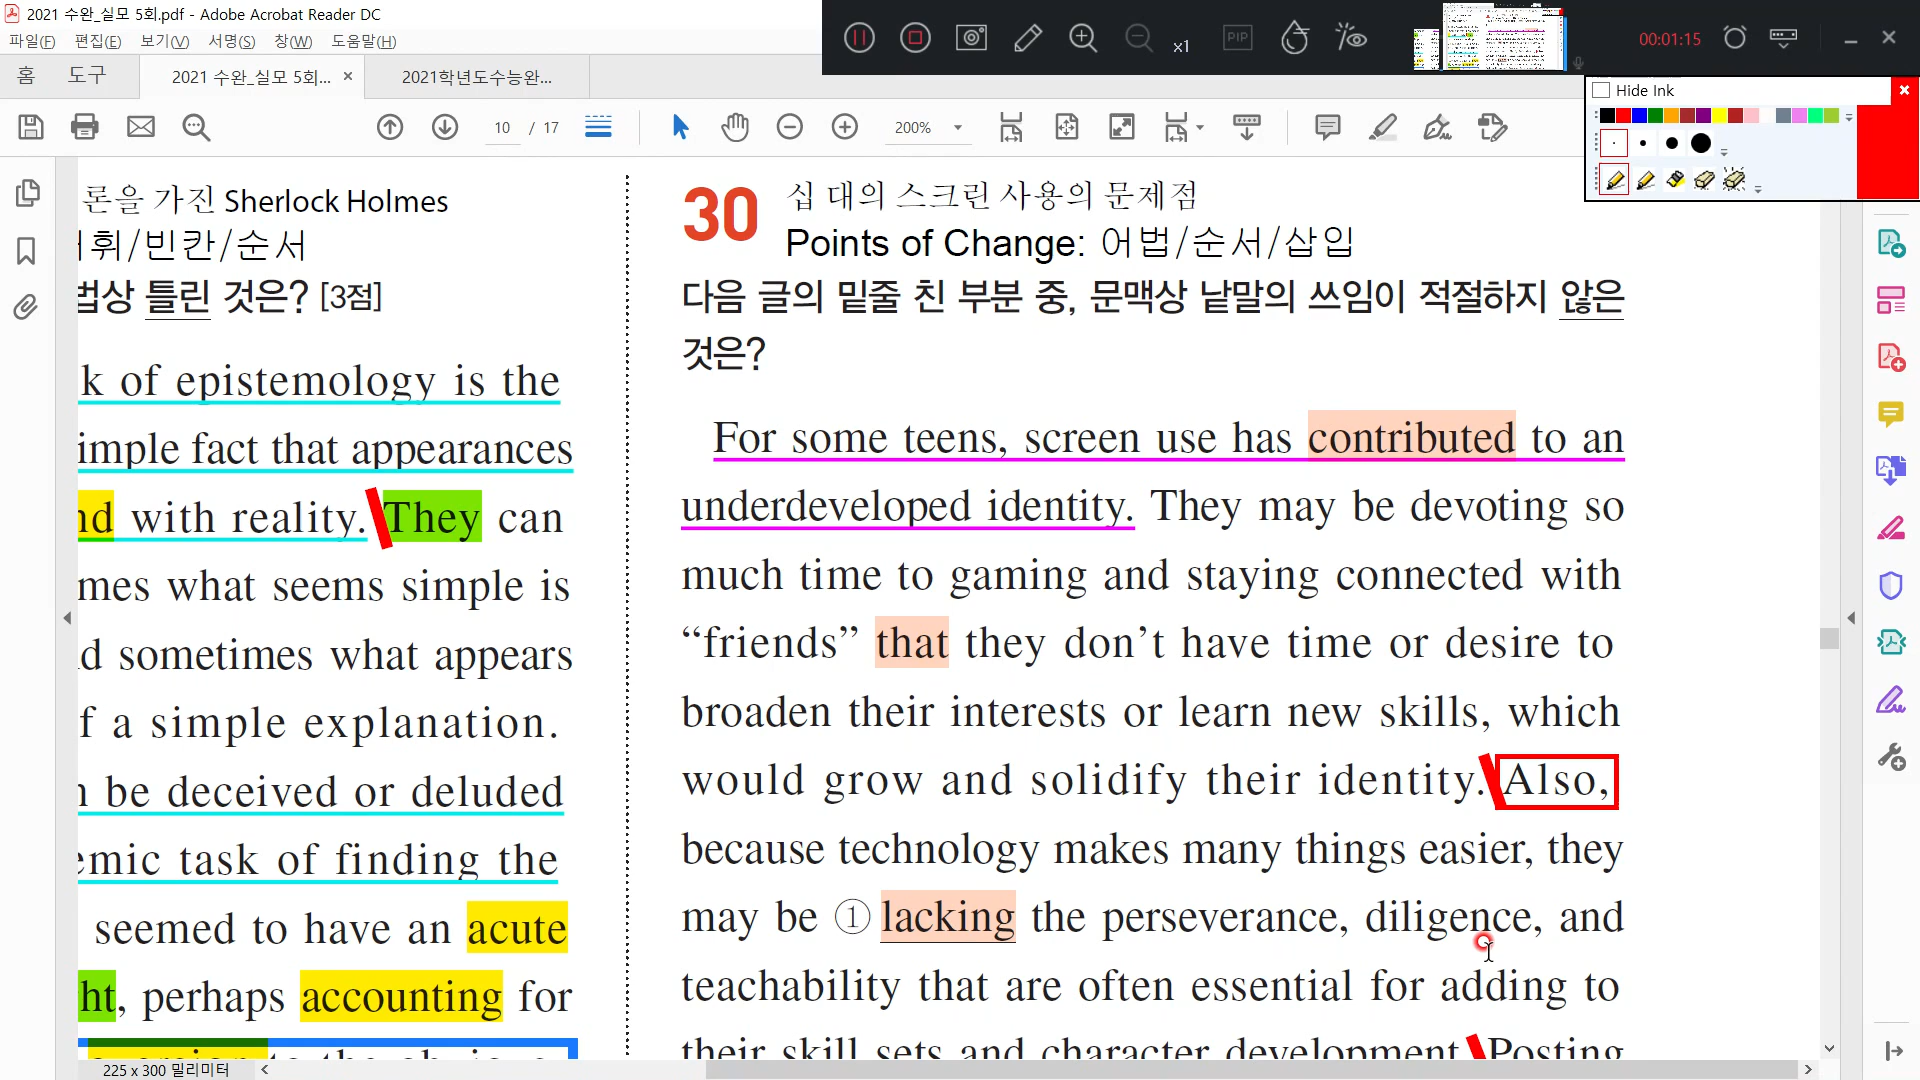 2021 수완_실모 5회.pdf - Adobe Acrobat Reader DC
파일(F) 편집(E) 보기(V) 서명(S) 창(W) 도움말(H)
x1
PIP
00:01:15
홈 도구
2021 수완_실모 5회... ×
2021학년도수능완...
Hide Ink
10 / 17
200%
론을 가진 Sherlock Holmes
휘/빈칸/순서
법상 틀린 것은? [3점]
k of epistemology is the
imple fact that appearances
nd with reality. They can
mes what seems simple is
d sometimes what appears
f a simple explanation.
n be deceived or deluded
emic task of finding the
seemed to have an acute
ht, perhaps accounting for
30 십 대의 스크린 사용의 문제점
Points of Change: 어법/순서/삽입
다음 글의 밑줄 친 부분 중, 문맥상 낱말의 쓰임이 적절하지 않은
것은?
For some teens, screen use has contributed to an
underdeveloped identity. They may be devoting so
much time to gaming and staying connected with
“friends” that they don’t have time or desire to
broaden their interests or learn new skills, which
would grow and solidify their identity. Also,
because technology makes many things easier, they
may be ① lacking the perseverance, diligence, and
teachability that are often essential for adding to
their skill sets and character development. Posting
225 x 300 밀리미터